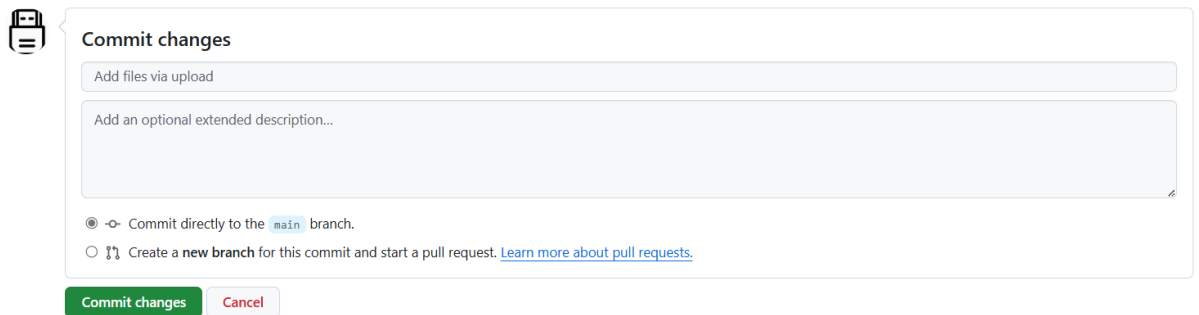 Commit changes
Add files via upload
Add an optional extended description...
Commit directly to the main branch.
Create a new branch for this commit and start a pull request. Learn more about pull requests.
Commit changes Cancel